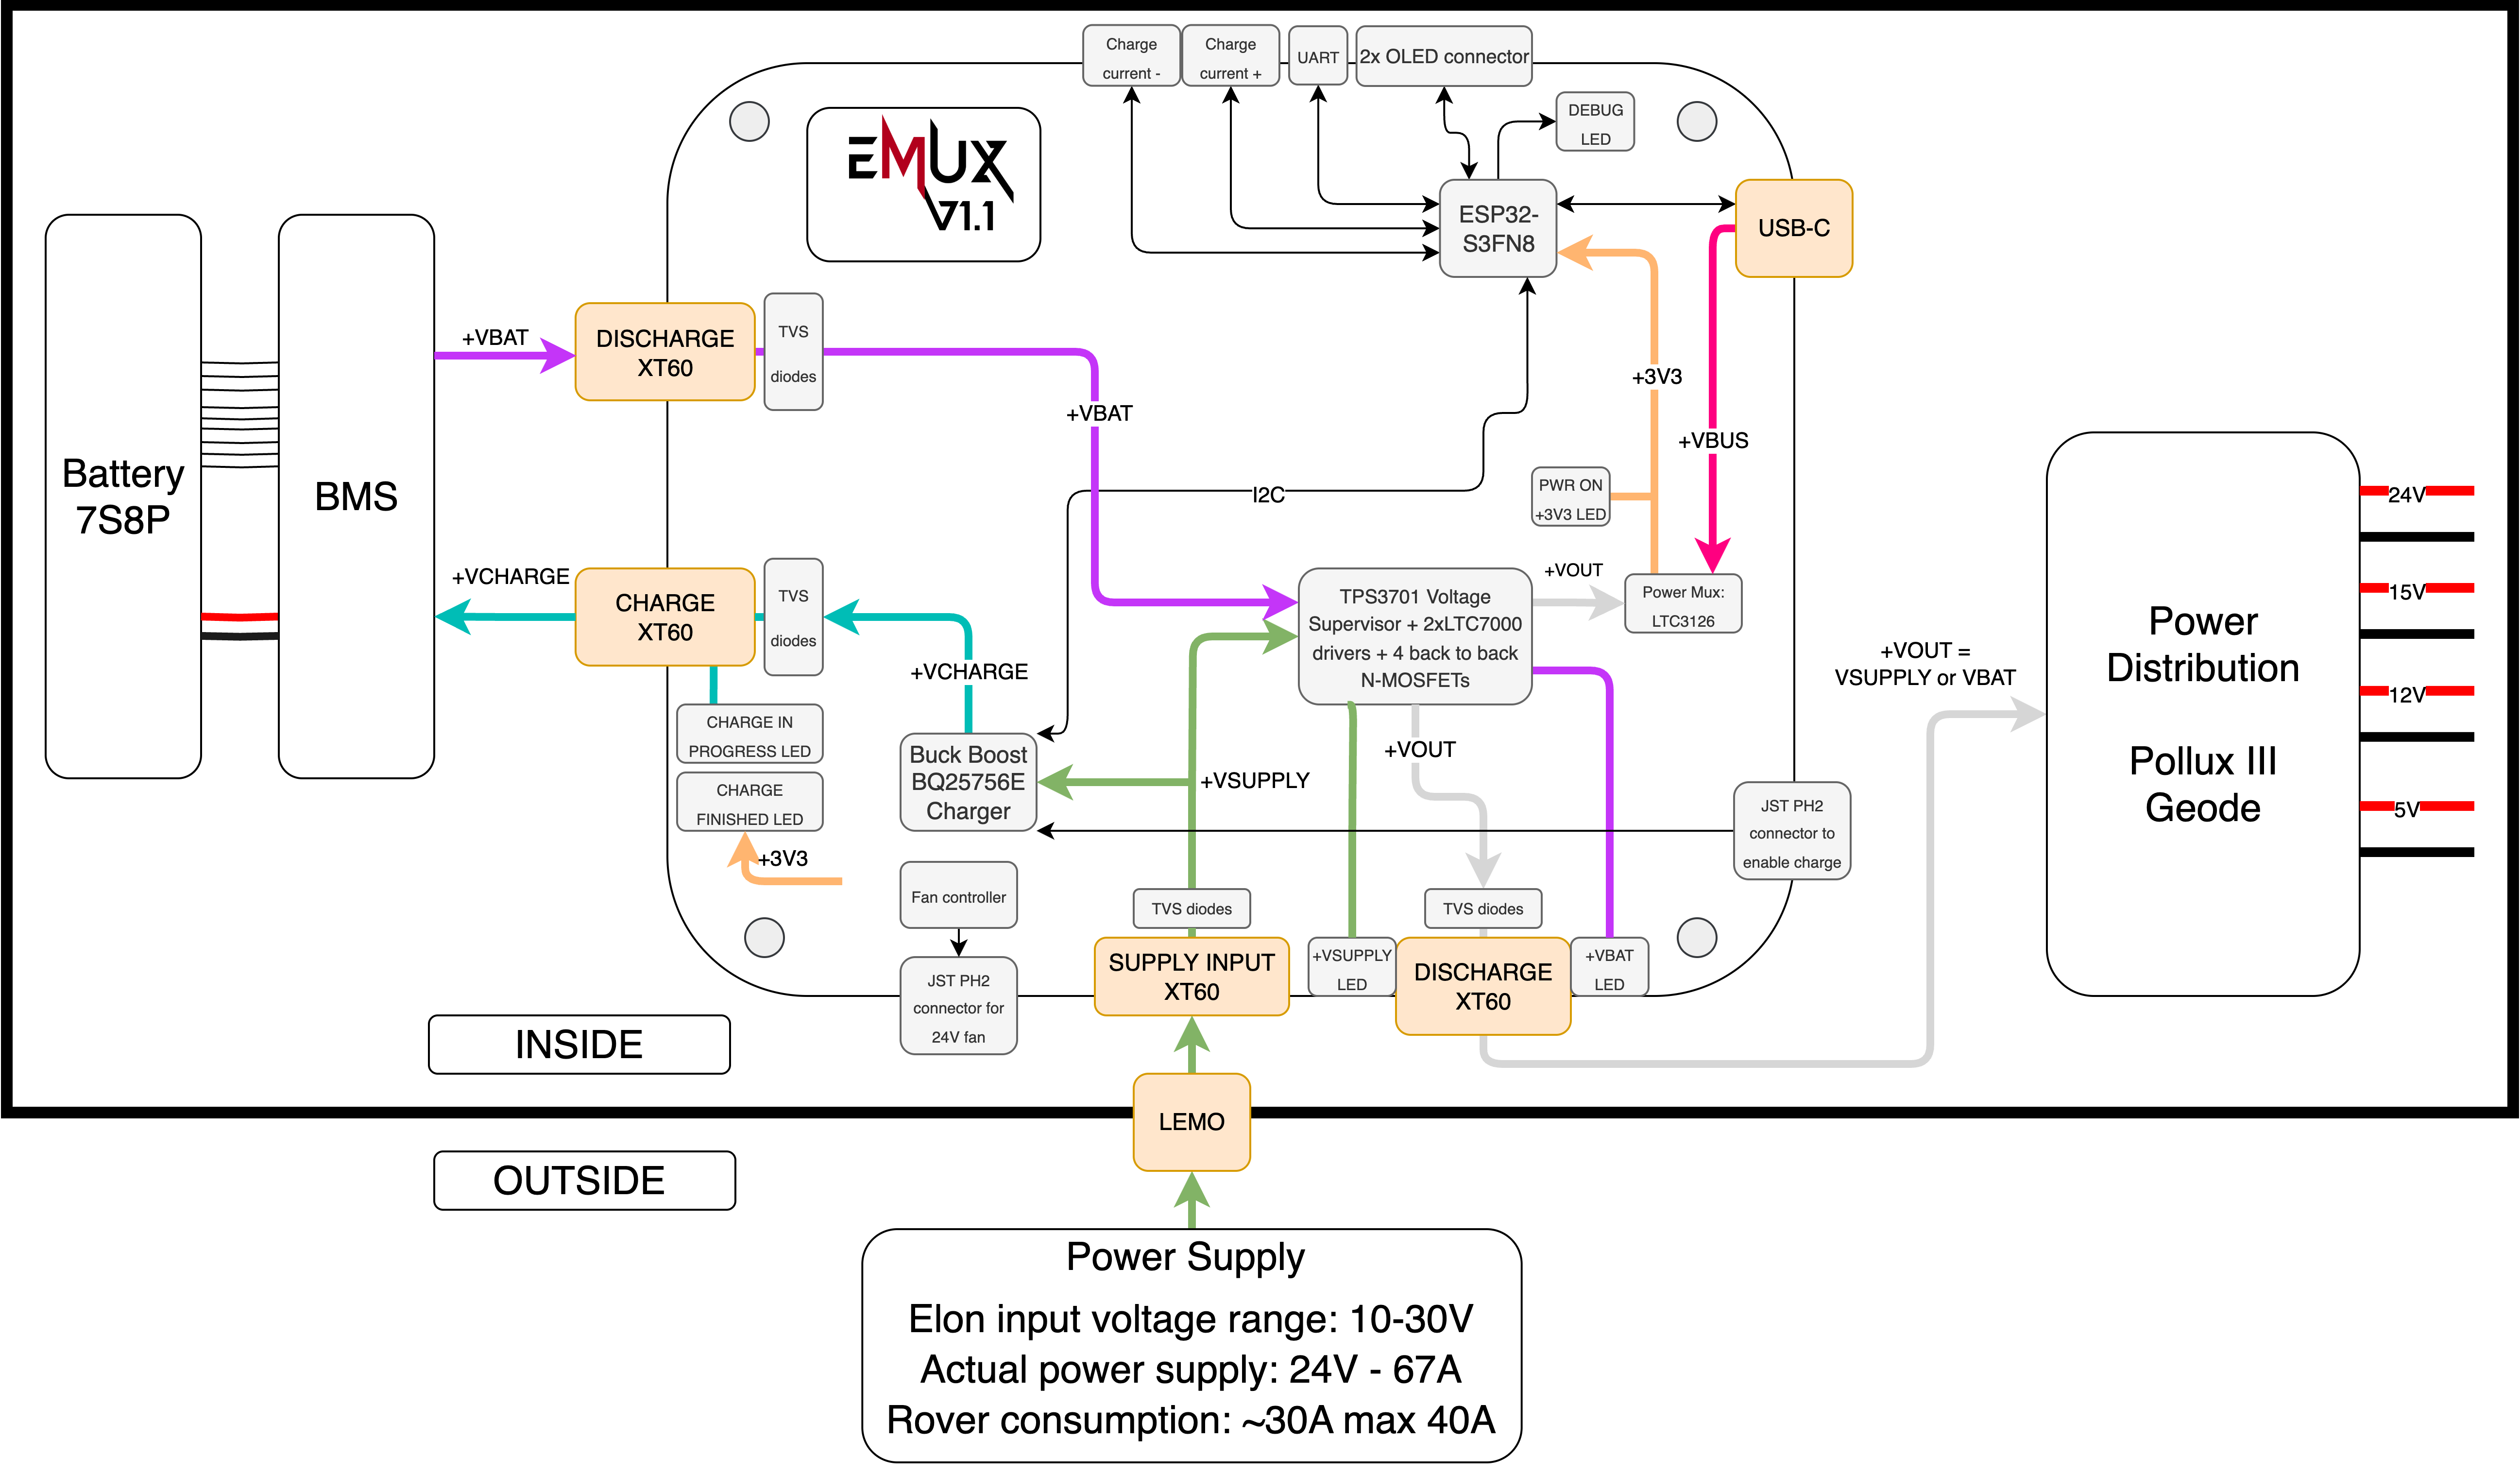 Charge
current -
Charge
current +
UART
2x OLED connector
DEBUG
LED
EMUX
V1.1
ESP32-
S3FN8
USB-C
Battery
7S8P
BMS
+VBAT
DISCHARGE
XT60
TVS
diodes
+VBAT
+3V3
+VBUS
I2C
PWR ON
+3V3 LED
+VCHARGE
CHARGE
XT60
TVS
diodes
+VCHARGE
CHARGE IN
PROGRESS LED
CHARGE
FINISHED LED
+3V3
Buck Boost
BQ25756E
Charger
+VSUPPLY
TPS3701 Voltage
Supervisor + 2xLTC7000
drivers + 4 back to back
N-MOSFETs
+VOUT
Power Mux:
LTC3126
+VOUT
+VOUT =
VSUPPLY or VBAT
JST PH2
connector to
enable charge
Fan controller
JST PH2
connector for
24V fan
TVS diodes
SUPPLY INPUT
XT60
+VSUPPLY
LED
TVS diodes
DISCHARGE
XT60
+VBAT
LED
Power
Distribution
Pollux III
Geode
24V
15V
12V
5V
INSIDE
OUTSIDE
LEMO
Power Supply
Elon input voltage range: 10-30V
Actual power supply: 24V - 67A
Rover consumption: ~30A max 40A